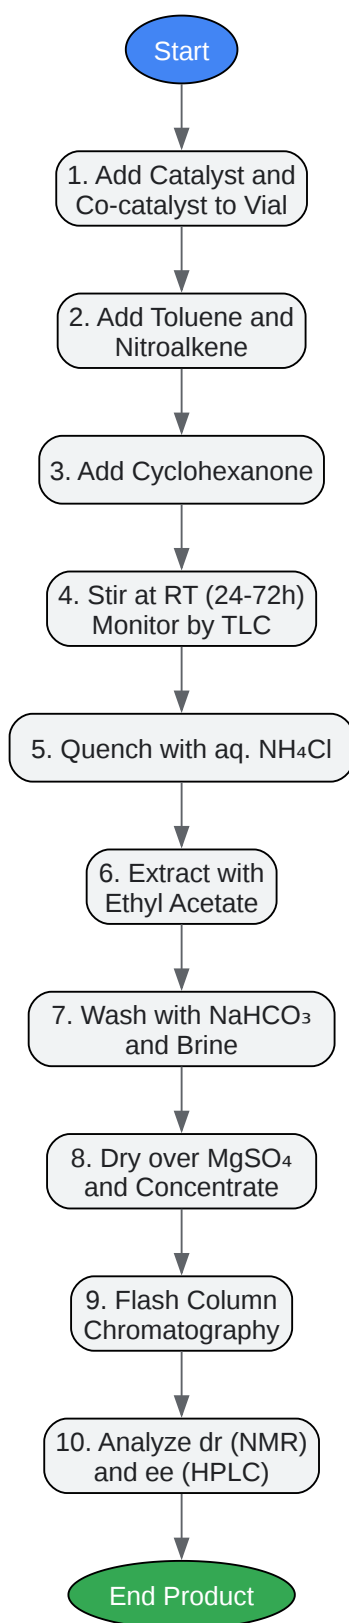 Start
1. Add Catalyst and
Co-catalyst to Vial
2. Add Toluene and
Nitroalkene
3. Add Cyclohexanone
4. Stir at RT (24-72h)
Monitor by TLC
5. Quench with aq. NH₄Cl
6. Extract with
Ethyl Acetate
7. Wash with NaHCO₃
and Brine
8. Dry over MgSO₄
and Concentrate
9. Flash Column
Chromatography
10. Analyze dr (NMR)
and ee (HPLC)
End Product